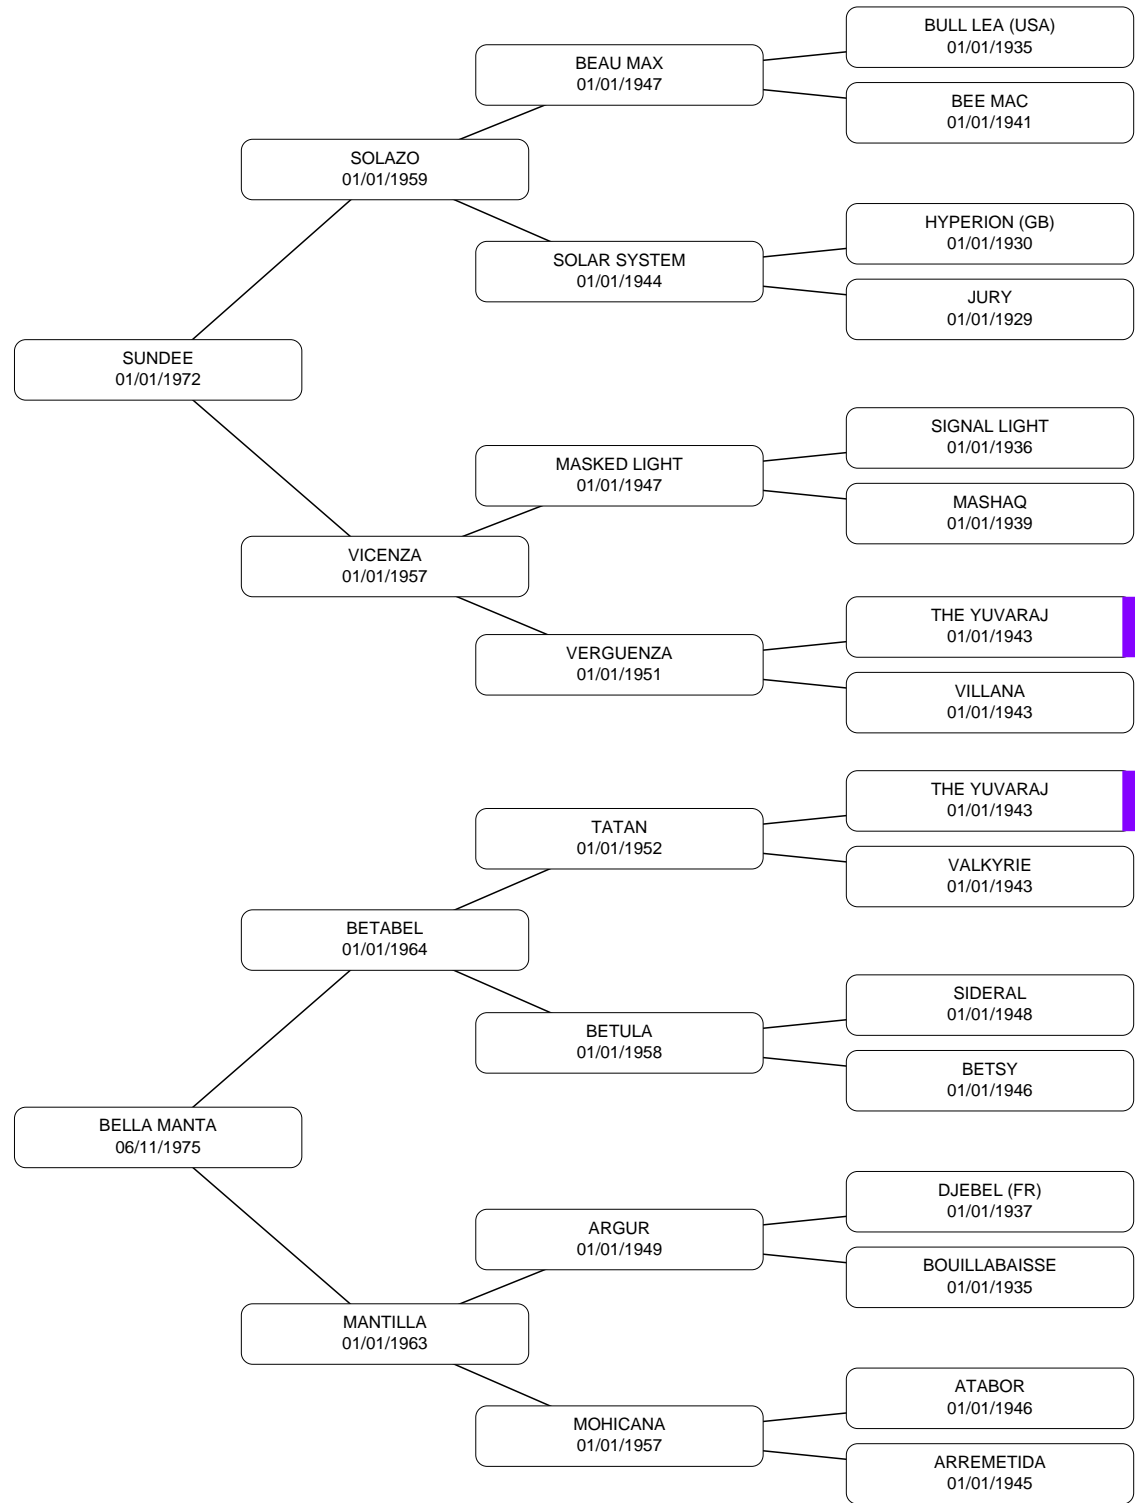 BULL LEA (USA)
01/01/1935
BEAU MAX
01/01/1947
BEE MAC
01/01/1941
SOLAZO
01/01/1959
HYPERION (GB)
01/01/1930
SOLAR SYSTEM
01/01/1944
JURY
01/01/1929
SUNDEE
01/01/1972
SIGNAL LIGHT
01/01/1936
MASKED LIGHT
01/01/1947
MASHAQ
01/01/1939
VICENZA
01/01/1957
THE YUVARAJ
01/01/1943
VERGUENZA
01/01/1951
VILLANA
01/01/1943
THE YUVARAJ
01/01/1943
TATAN
01/01/1952
VALKYRIE
01/01/1943
BETABEL
01/01/1964
SIDERAL
01/01/1948
BETULA
01/01/1958
BETSY
01/01/1946
BELLA MANTA
06/11/1975
DJEBEL (FR)
01/01/1937
ARGUR
01/01/1949
BOUILLABAISSE
01/01/1935
MANTILLA
01/01/1963
ATABOR
01/01/1946
MOHICANA
01/01/1957
ARREMETIDA
01/01/1945